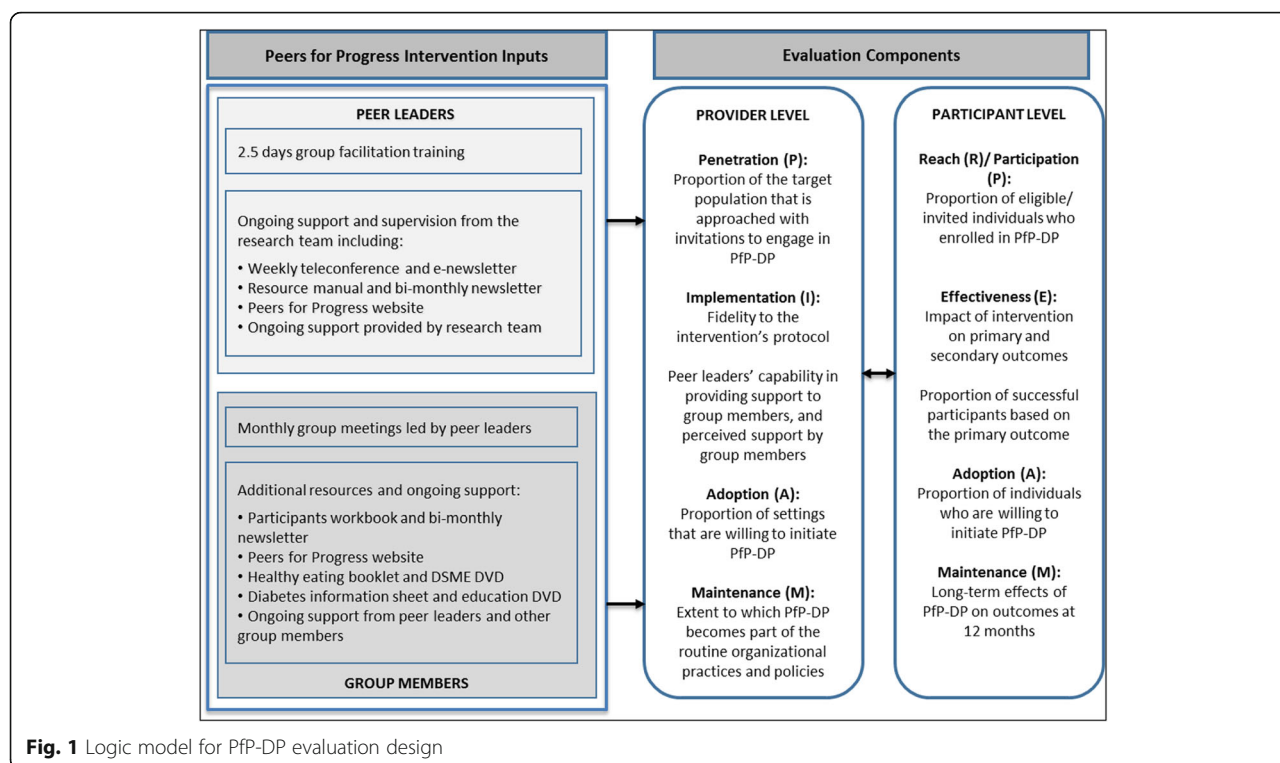 Peers for Progress Intervention Inputs
Evaluation Components
PEER LEADERS
2.5 days group facilitation training
Ongoing support and supervision from the
research team including:
• Weekly teleconference and e-newsletter
• Resource manual and bi-monthly newsletter
• Peers for Progress website
• Ongoing support provided by research team
Monthly group meetings led by peer leaders
Additional resources and ongoing support:
• Participants workbook and bi-monthly
newsletter
• Peers for Progress website
• Healthy eating booklet and DSME DVD
• Diabetes information sheet and education DVD
• Ongoing support from peer leaders and other
group members
GROUP MEMBERS
PROVIDER LEVEL
Penetration (P):
Proportion of the target
population that is
approached with
invitations to engage in
PfP-DP
Implementation (I):
Fidelity to the
intervention's protocol
Peer leaders' capability in
providing support to
group members, and
perceived support by
group members
Adoption (A):
Proportion of settings
that are willing to initiate
PfP-DP
Maintenance (M):
Extent to which PfP-DP
becomes part of the
routine organizational
practices and policies
PARTICIPANT LEVEL
Reach (R)/ Participation
(P):
Proportion of eligible/
invited individuals who
enrolled in PfP-DP
Effectiveness (E):
Impact of intervention
on primary and
secondary outcomes
Proportion of successful
participants based on
the primary outcome
Adoption (A):
Proportion of individuals
who are willing to
initiate PfP-DP
Maintenance (M):
Long-term effects of
PfP-DP on outcomes at
12 months
Fig. 1 Logic model for PfP-DP evaluation design